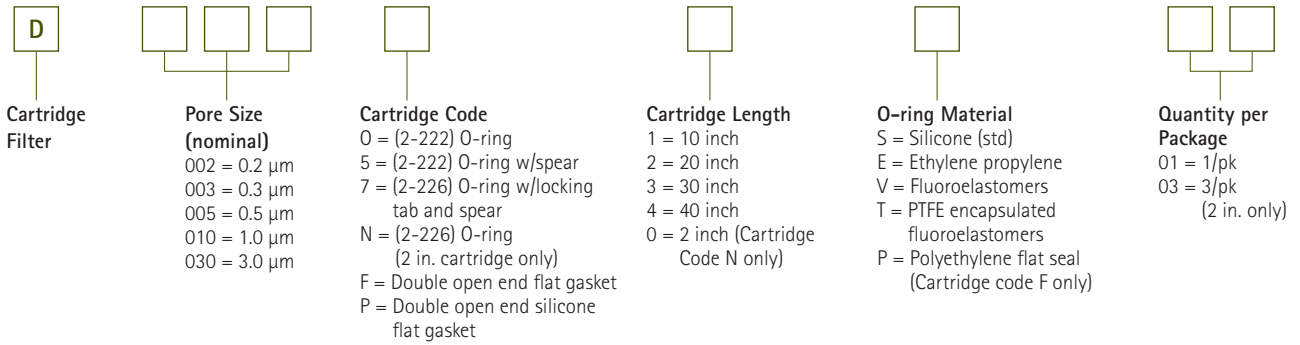 D
Cartridge
Filter
Pore Size
(nominal)
002 = 0.2 µm
003 = 0.3 µm
005 = 0.5 µm
010 = 1.0 µm
030 = 3.0 µm
Cartridge Code
0 = (2-222) O-ring
5 = (2-222) O-ring w/spear
7 = (2-226) O-ring w/locking
tab and spear
N = (2-226) O-ring
(2 in. cartridge only)
F = Double open end flat gasket
P = Double open end silicone
flat gasket
Cartridge Length
1 = 10 inch
2 = 20 inch
3 = 30 inch
4 = 40 inch
0 = 2 inch (Cartridge
Code N only)
O-ring Material
S = Silicone (std)
E = Ethylene propylene
V = Fluoroelastomers
T = PTFE encapsulated
fluoroelastomers
P = Polyethylene flat seal
(Cartridge code F only)
Quantity per
Package
01 = 1/pk
03 = 3/pk
(2 in. only)